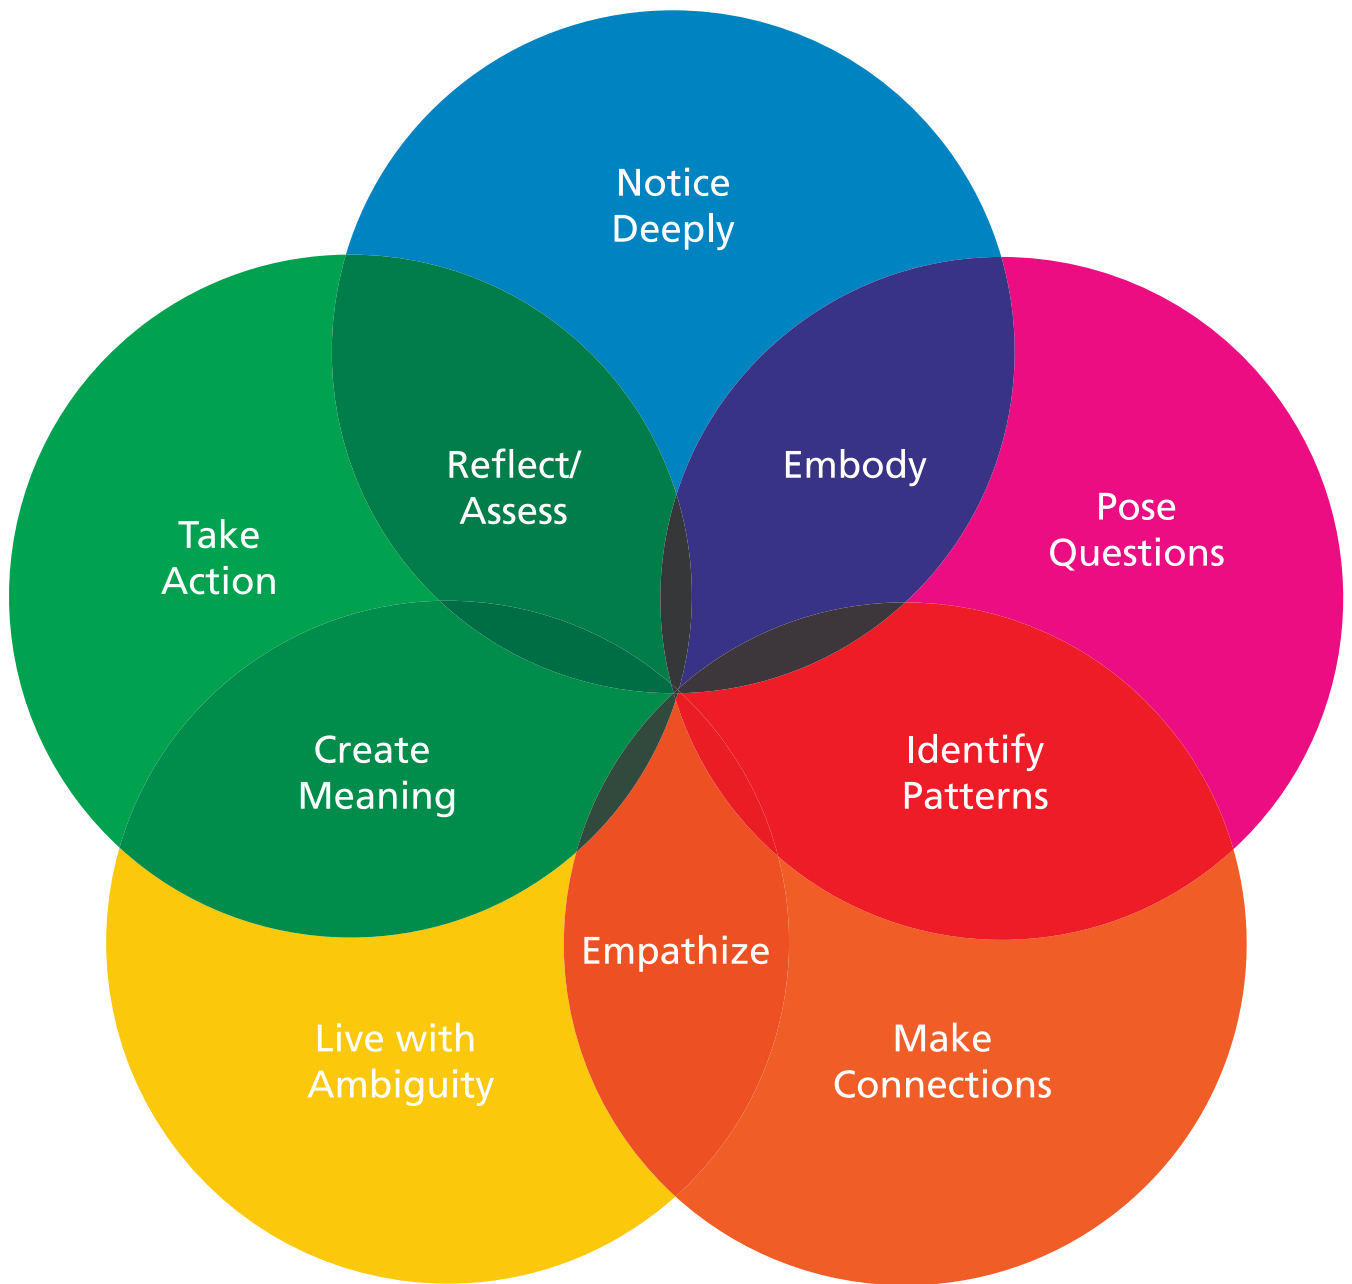 Notice
Deeply
Reflect/
Assess
Embody
Pose
Questions
Take
Action
Create
Meaning
Identify
Patterns
Empathize
Live with
Ambiguity
Make
Connections